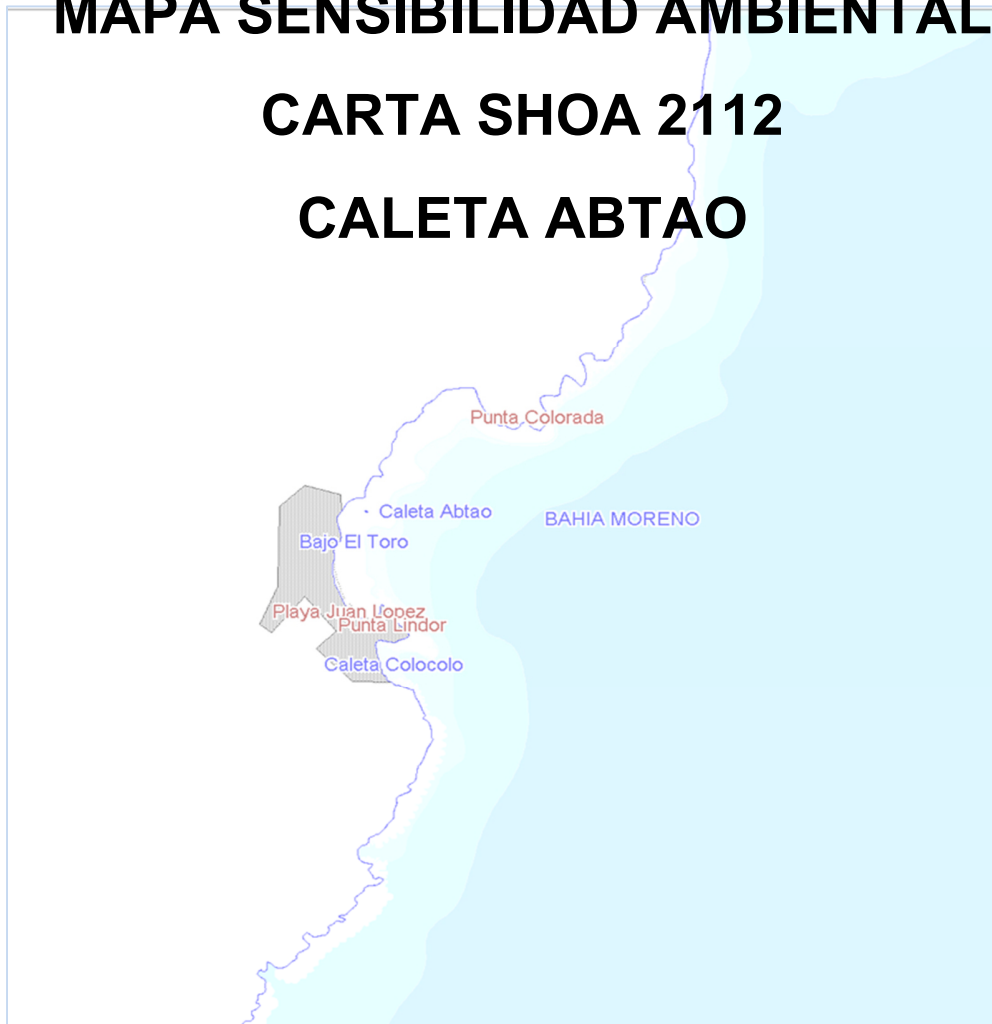 MAPA SENSIBILIDAD AMBIENTAL
CARTA SHOA 2112
CALETA ABTAO
Punta Colorada
Caleta Abtao
BAHIA MORENO
Bajo El Toro
Playa Juan Lopez
Punta Lindor
Caleta Colocolo